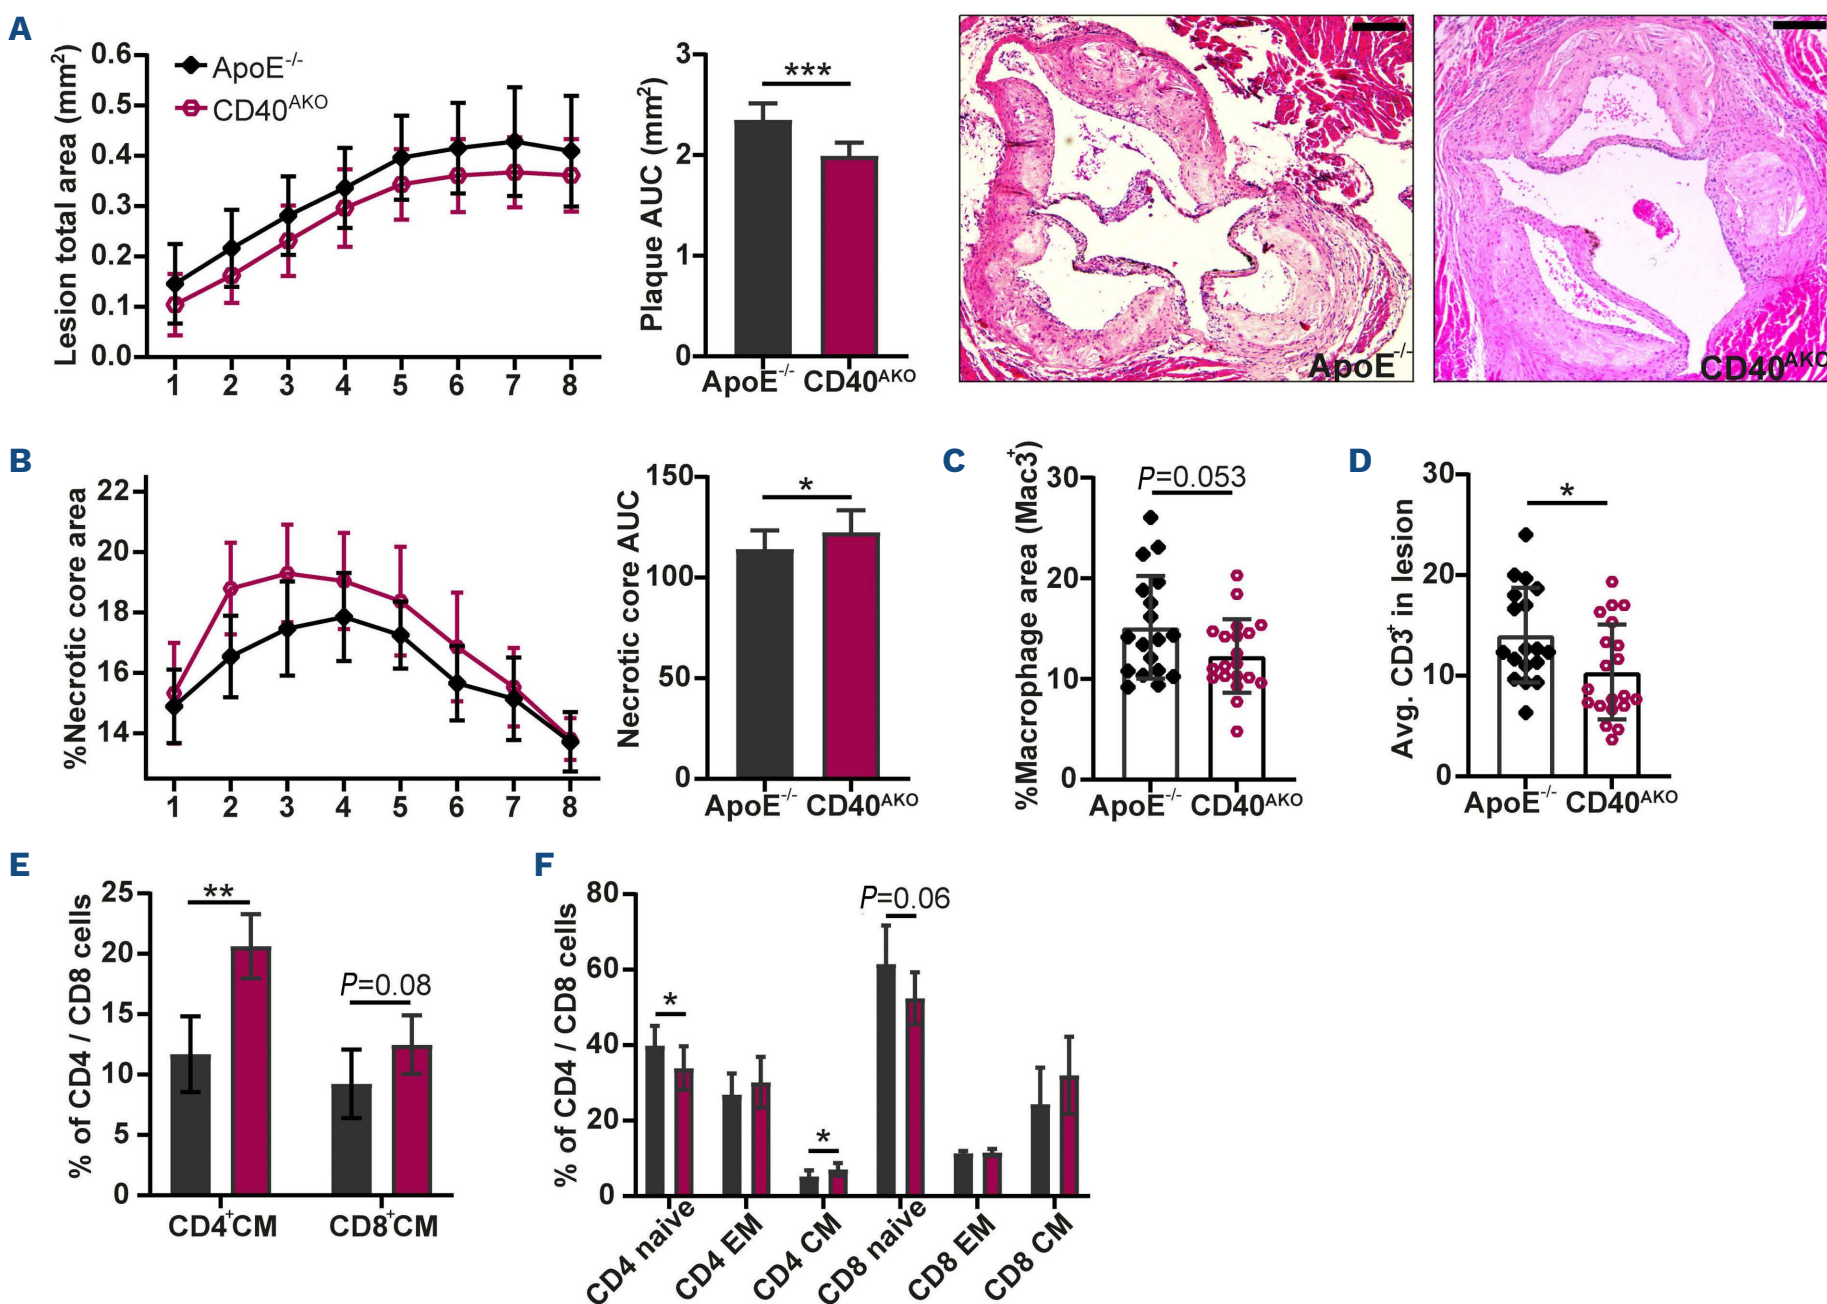 A
Lesion total area (mm²)
0.6
0.5
0.4
0.3
0.2
0.1
0.0
ApoE⁻/⁻
CD40ᴬᴷᴼ
1 2 3 4 5 6 7 8
Plaque AUC (mm²)
3
2
1
0
***
ApoE⁻/⁻ CD40ᴬᴷᴼ
ApoE⁻/⁻
CD40ᴬᴷᴼ
B
%Necrotic core area
22
20
18
16
14
1 2 3 4 5 6 7 8
Necrotic core AUC
150
100
50
0
*
ApoE⁻/⁻ CD40ᴬᴷᴼ
C
%Macrophage area (Mac3⁺)
30
20
10
0
P=0.053
ApoE⁻/⁻ CD40ᴬᴷᴼ
D
Avg. CD3⁺ in lesion
30
20
10
0
*
ApoE⁻/⁻ CD40ᴬᴷᴼ
E
% of CD4 / CD8 cells
25
20
15
10
5
0
**
P=0.08
CD4⁺CM CD8⁺CM
F
% of CD4 / CD8 cells
80
60
40
20
0
*
*
P=0.06
CD4 naive
CD4 EM
CD4 CM
CD8 naive
CD8 EM
CD8 CM